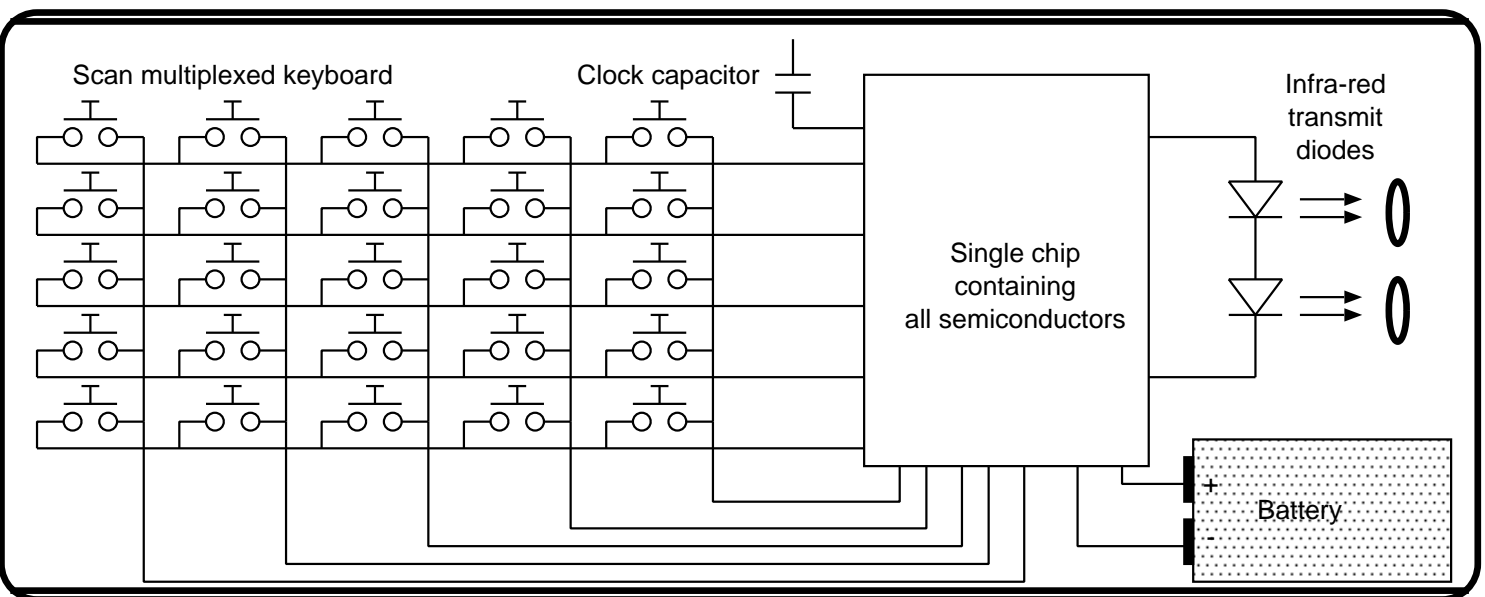 Scan multiplexed keyboard
Clock capacitor
Infra-red
transmit
diodes
Single chip
containing
all semiconductors
+
Battery
-